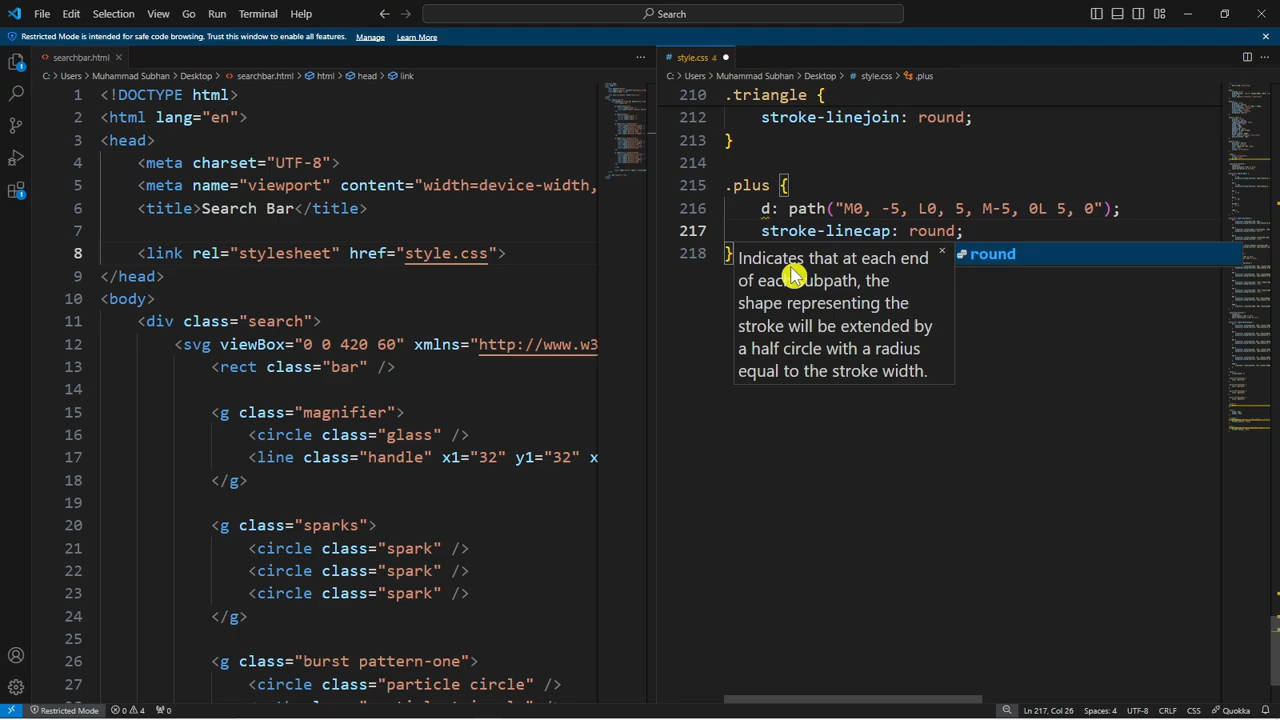 File Edit Selection View Go Run Terminal Help Search
Restricted Mode is intended for safe code browsing. Trust this window to enable all features. Manage Learn More
searchbar.html
C: > Users > Muhammad Subhan > Desktop > searchbar.html > html > head > link
1 <!DOCTYPE html>
2 <html lang="en">
3 <head>
4 <meta charset="UTF-8">
5 <meta name="viewport" content="width=device-width,
6 <title>Search Bar</title>
7
8 <link rel="stylesheet" href="style.css">
9 </head>
10 <body>
11 <div class="search">
12 <svg viewBox="0 0 420 60" xmlns="http://www.w3
13 <rect class="bar" />
14
15 <g class="magnifier">
16 <circle class="glass" />
17 <line class="handle" x1="32" y1="32" x
18 </g>
19
20 <g class="sparks">
21 <circle class="spark" />
22 <circle class="spark" />
23 <circle class="spark" />
24 </g>
25
26 <g class="burst pattern-one">
27 <circle class="particle circle" />
style.css 4
C: > Users > Muhammad Subhan > Desktop > style.css > .plus
210 .triangle {
212 stroke-linejoin: round;
213 }
214
215 .plus {
216 d: path("M0, -5, L0, 5, M-5, 0L 5, 0");
217 stroke-linecap: round;
218 }
round
Indicates that at each end
of each subpath, the
shape representing the
stroke will be extended by
a half circle with a radius
equal to the stroke width.
Restricted Mode 0 4 0 Ln 217, Col 26 Spaces: 4 UTF-8 CRLF CSS Quokka